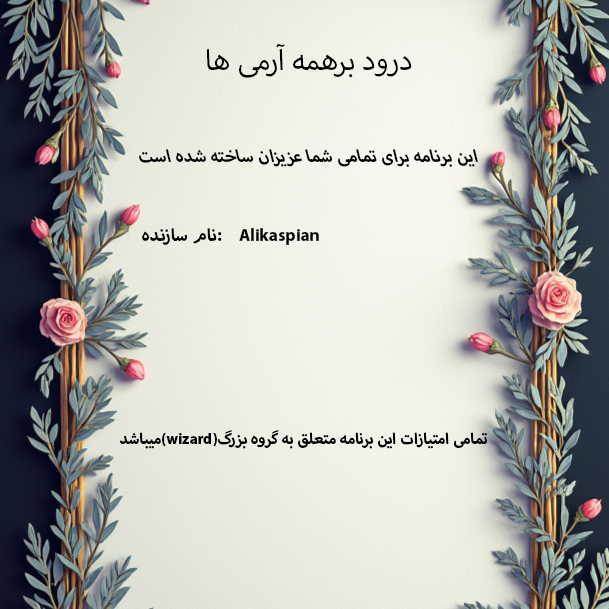 درود برهمه آرمی ها
این برنامه برای تمامی شما عزیزان ساخته شده است
نام سازنده: Alikaspian
تمامی امتیازات این برنامه متعلق به گروه بزرگ(wizard)میباشد